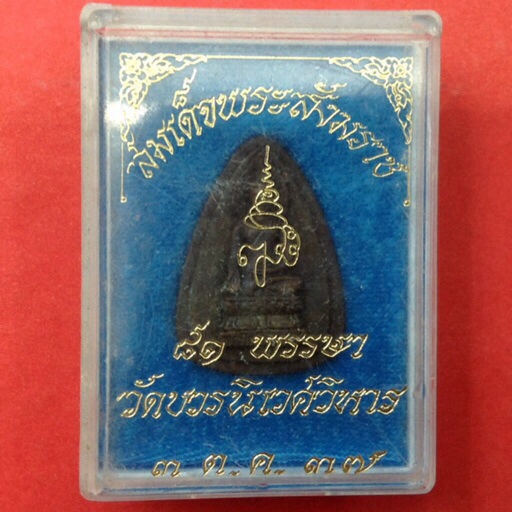 สมเด็จพระสังฆราช
๘๑ พรรษา
วัดบวรนิเวศวิหาร
๓ ต.ค. ๓๗